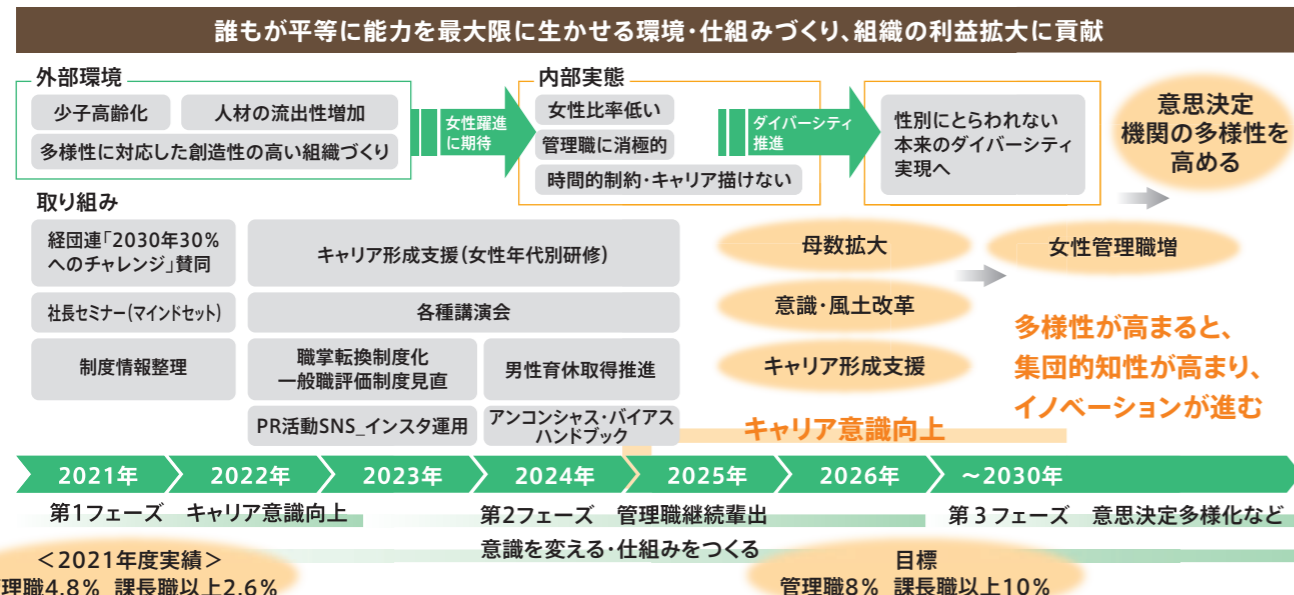 誰もが平等に能力を最大限に生かせる環境・仕組みづくり、組織の利益拡大に貢献
外部環境
少子高齢化
人材の流出性増加
多様性に対応した創造性の高い組織づくり
女性躍進
に期待
内部実態
女性比率低い
管理職に消極的
時間的制約・キャリア描けない
ダイバーシティ
推進
性別にとらわれない
本来のダイバーシティ
実現へ
意思決定
機関の多様性を
高める
取り組み
経団連「2030年30%
へのチャレンジ」賛同
キャリア形成支援(女性年代別研修)
社長セミナー(マインドセット)
各種講演会
制度情報整理
職掌転換制度化
一般職評価制度見直
男性育休取得推進
PR活動SNS_インスタ運用
アンコンシャス・バイアス
ハンドブック
母数拡大
意識・風土改革
キャリア形成支援
女性管理職増
多様性が高まると、
集団的知性が高まり、
イノベーションが進む
キャリア意識向上
2021年
2022年
2023年
2024年
2025年
2026年
~2030年
第1フェーズ キャリア意識向上
第2フェーズ 管理職継続輩出
第3フェーズ 意思決定多様化など
意識を変える・仕組みをつくる
<2021年度実績>
理職4.8% 課長職以上2.6%
目標
管理職8% 課長職以上10%